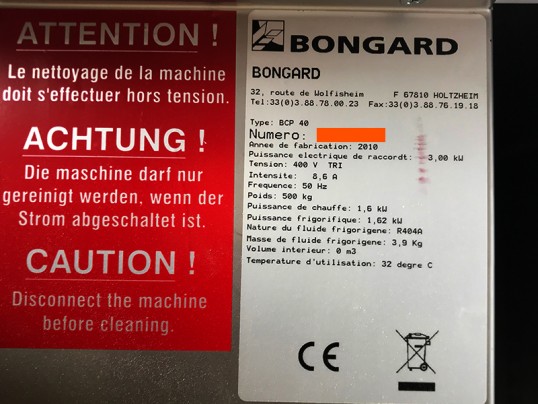 ATTENTION !
Le nettoyage de la machine
doit s'effectuer hors tension.
ACHTUNG !
Die maschine darf nur
gereinigt werden, wenn der
Strom abgeschaltet ist.
CAUTION !
Disconnect the machine
before cleaning.
BONGARD
BONGARD
32, route de Wolfisheim F 67810 HOLTZHEIM
Tel:33(0)3.88.78.00.23 Fax:33(0)3.88.76.19.18
Type: BCP 40
Numero:
Annee de fabrication: 2010
Puissance electrique de raccordt: 3,00 kW
Tension: 400 V TRI
Intensite: 8,6 A
Frequence: 50 Hz
Poids: 500 kg
Puissance de chauffe: 1,6 kW
Puissance frigorifique: 1,62 kW
Nature du fluide frigorigene: R404A
Masse de fluide frigorigene: 3,9 Kg
Volume interieur: 0 m3
Temperature d'utilisation: 32 degre C
CE